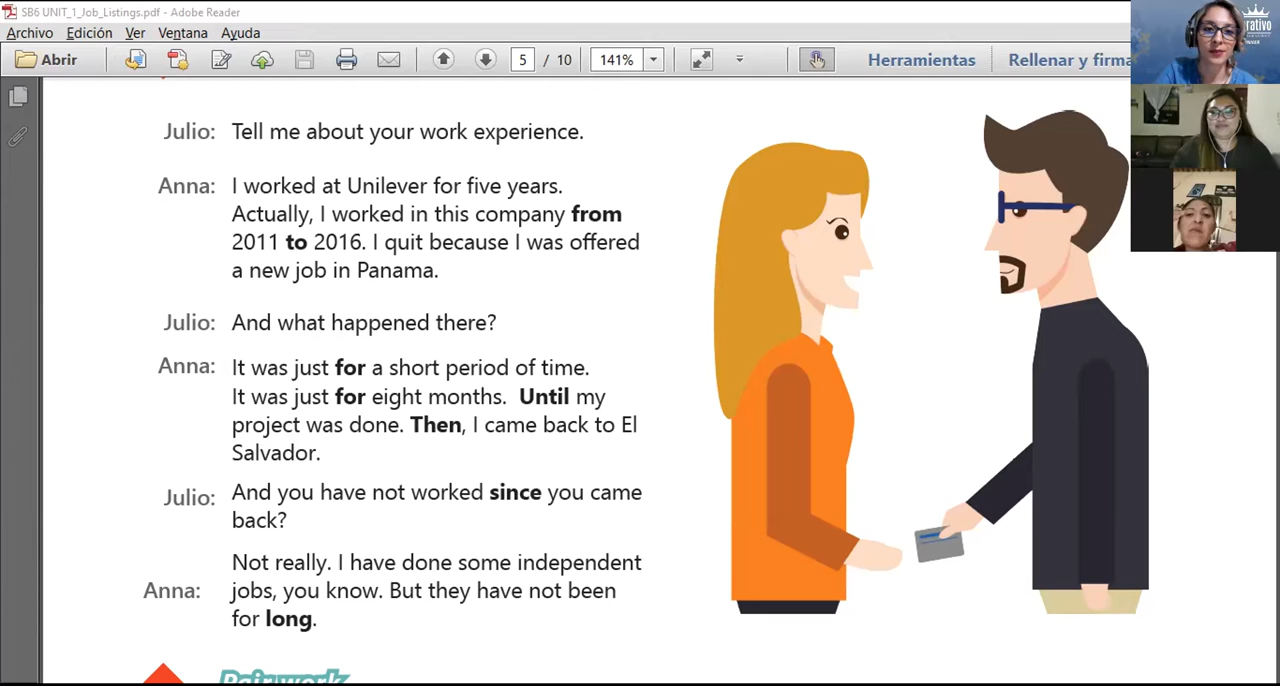 SB6 UNIT_1_Job_Listings.pdf - Adobe Reader
Archivo Edición Ver Ventana Ayuda
Abrir 5 / 10 141% Herramientas Rellenar y firma
rativo
Julio: Tell me about your work experience.
Anna: I worked at Unilever for five years.
Actually, I worked in this company from
2011 to 2016. I quit because I was offered
a new job in Panama.
Julio: And what happened there?
Anna: It was just for a short period of time.
It was just for eight months. Until my
project was done. Then, I came back to El
Salvador.
Julio: And you have not worked since you came
back?
Not really. I have done some independent
Anna: jobs, you know. But they have not been
for long.
Pair work